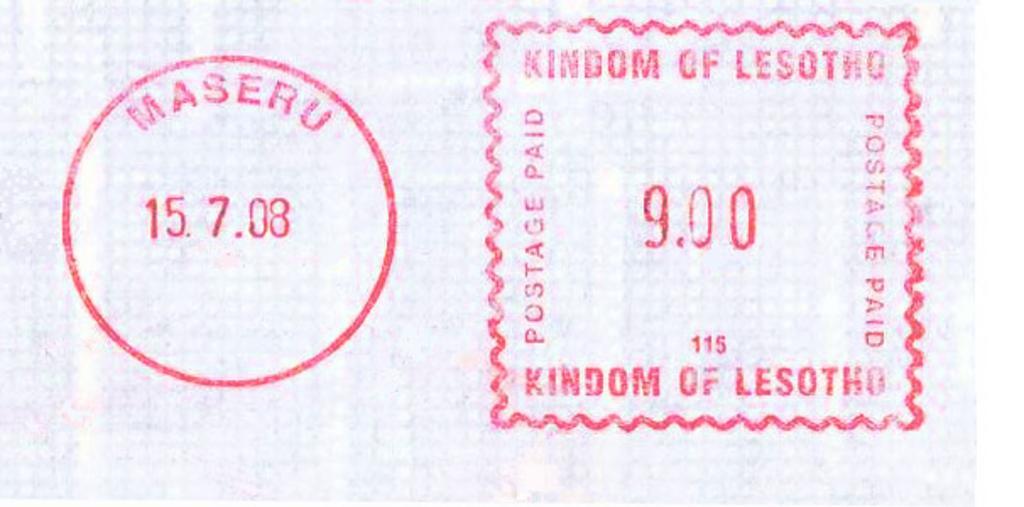 MASERU
15.7.08
KINDOM OF LESOTHO
POSTAGE PAID
9.00
POSTAGE PAID
115
KINDOM OF LESOTHO